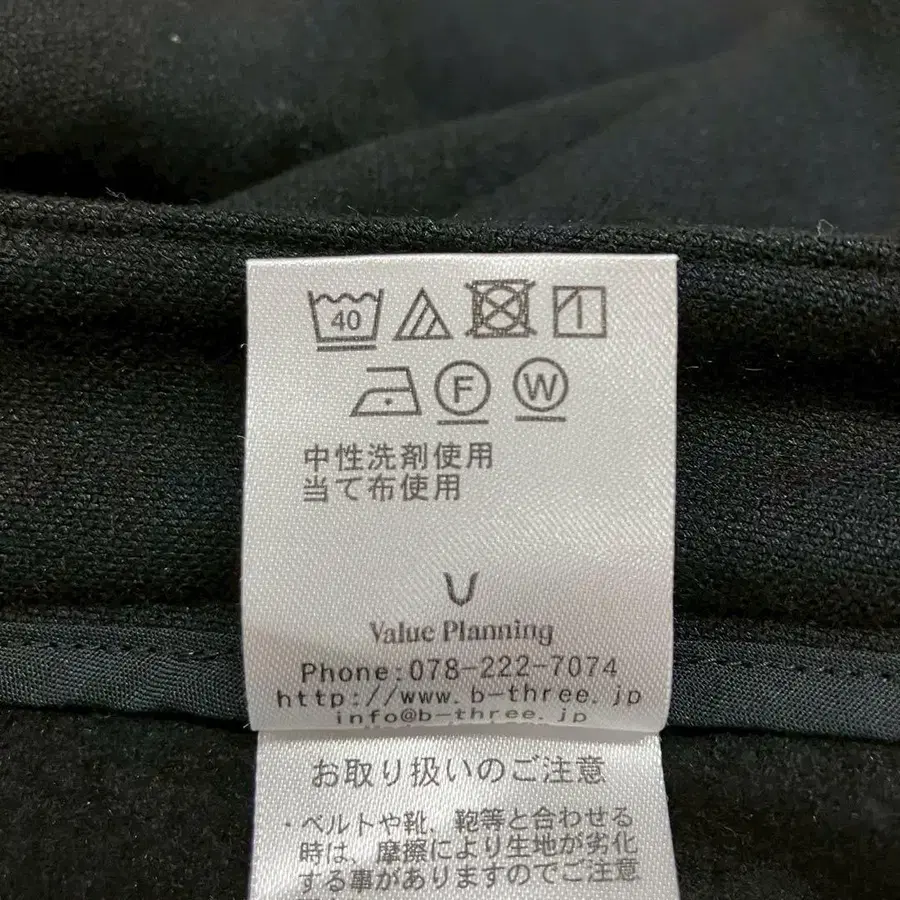 40
F W
中性洗剤使用
当て布使用
Value Planning
Phone:078-222-7074
http://www.b-three.jp
info@b-three.jp
お取り扱いのご注意
・ベルトや靴、鞄等と合わせる
時は、摩擦により生地が劣化
する事がありますのでご注意